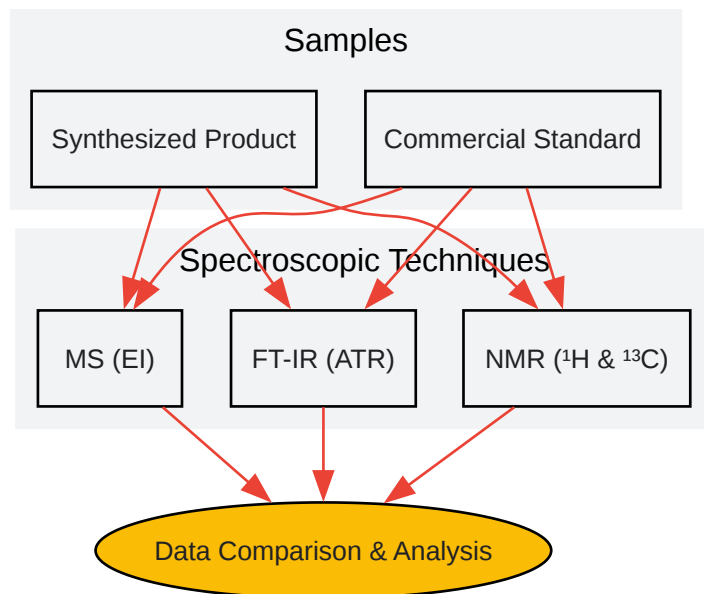 Samples
Synthesized Product
Commercial Standard
Spectroscopic Techniques
MS (EI)
FT-IR (ATR)
NMR (¹H & ¹³C)
Data Comparison & Analysis